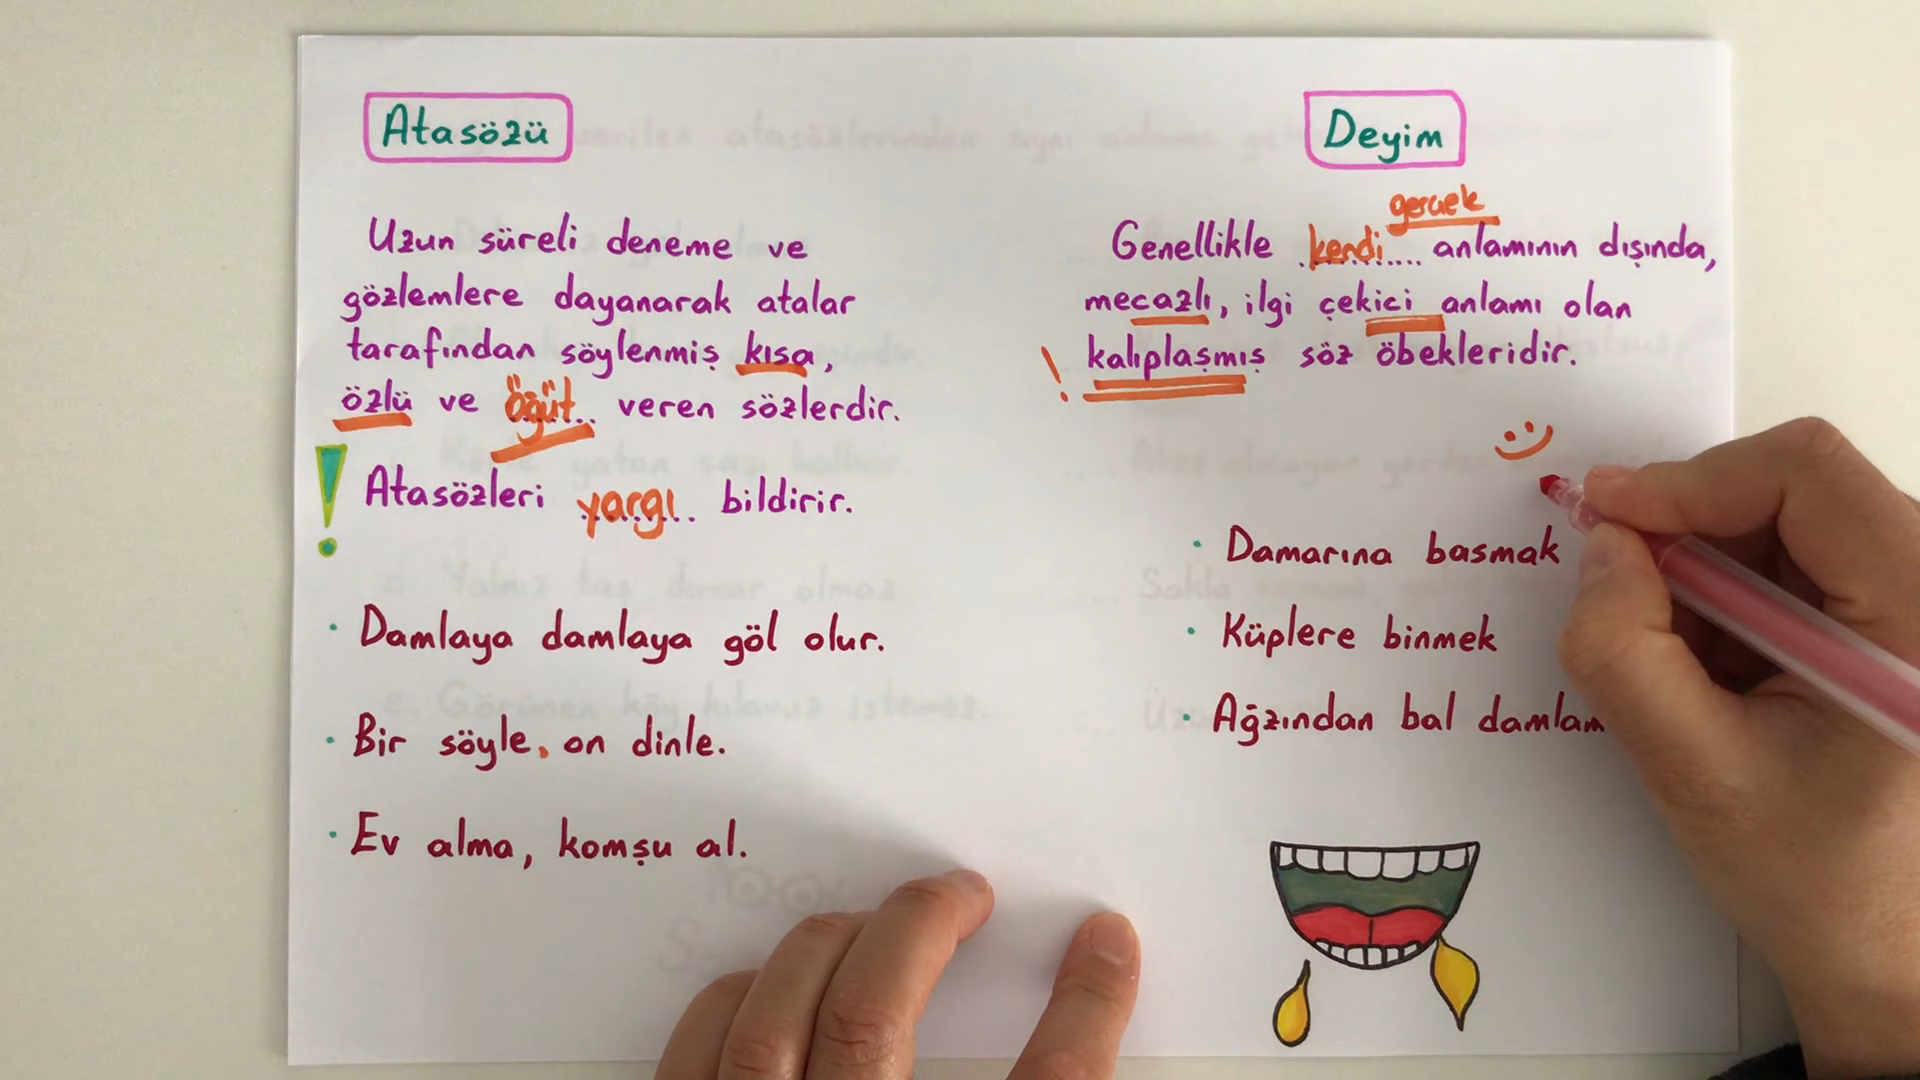 Atasözü
Uzun süreli deneme ve
gözlemlere dayanarak atalar
tarafından söylenmiş kısa,
özlü ve öğüt.. veren sözlerdir.
Atasözleri yargı.. bildirir.
• Damlaya damlaya göl olur.
• Bir söyle, on dinle.
• Ev alma, komşu al.
Deyim
gerçek
Genellikle kendi.... anlamının dışında,
mecazlı, ilgi çekici anlamı olan
! kalıplaşmış söz öbekleridir.
• Damarına basmak
• Küplere binmek
• Ağzından bal